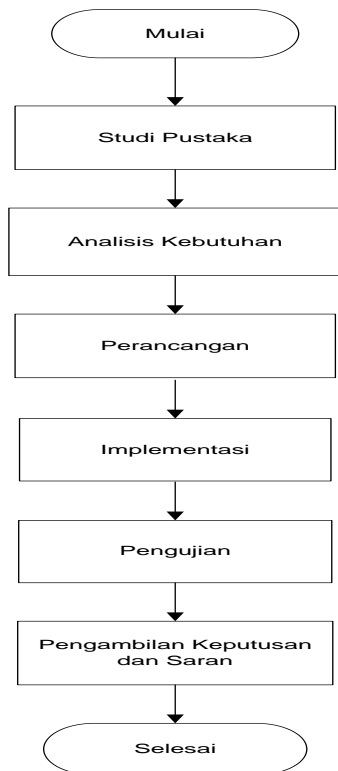 Mulai
Studi Pustaka
Analisis Kebutuhan
Perancangan
Implementasi
Pengujian
Pengambilan Keputusan
dan Saran
Selesai